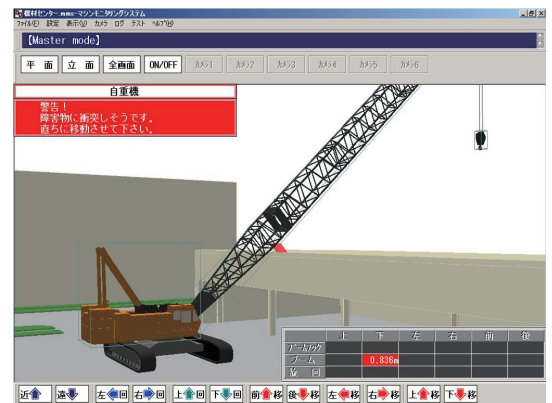 機材センター.mms-マシンモニタリングシステム
ファイル(F) 設定 表示(V) カメラ ログ テスト ヘルプ(H)
[Master mode]
平 面 立 面 全画面 ON/OFF カメラ1 カメラ2 カメラ3 カメラ4 カメラ5 カメラ6
自重機
警告!
障害物に衝突しそうです。
直ちに移動させて下さい。
上 下 左 右 前 後
ブーム 0.836m
旋 回
近 遠 左 回 右 回 上 回 下 回 前 移 後 移 左 移 右 移 上 移 下 移